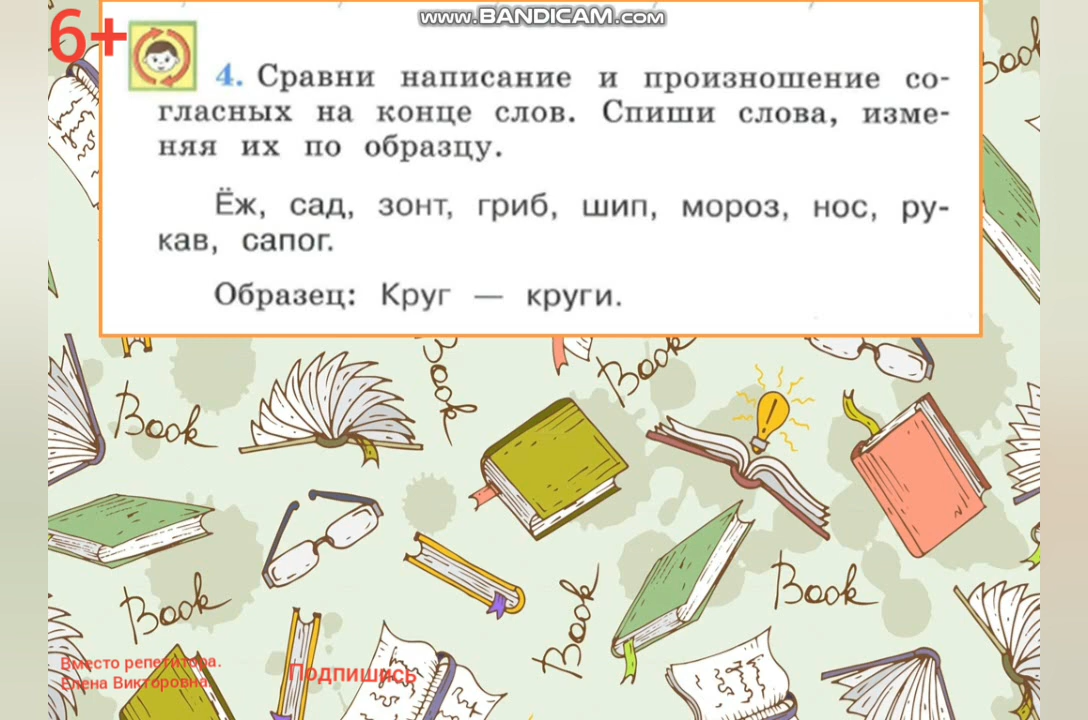 www.BANDICAM.com
6+
4. Сравни написание и произношение со-
гласных на конце слов. Спиши слова, изме-
няя их по образцу.
Ёж, сад, зонт, гриб, шип, мороз, нос, ру-
кав, сапог.
Образец: Круг — круги.
Book
Book
Book
Book
Book
Book
Book
Вместо репетитора.
Елена Викторовна.
Подпишись